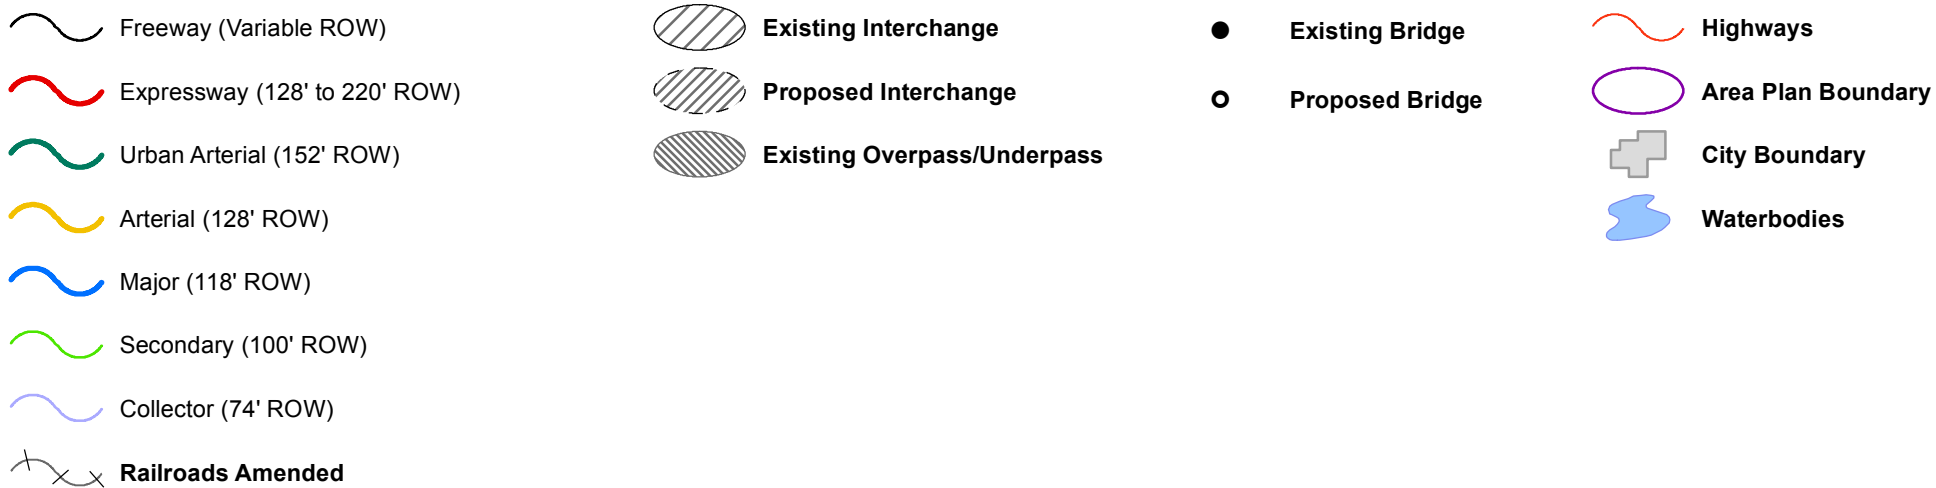 Freeway (Variable ROW)
Expressway (128' to 220' ROW)
Urban Arterial (152' ROW)
Arterial (128' ROW)
Major (118' ROW)
Secondary (100' ROW)
Collector (74' ROW)
Railroads Amended
Existing Interchange
Proposed Interchange
Existing Overpass/Underpass
Existing Bridge
Proposed Bridge
Highways
Area Plan Boundary
City Boundary
Waterbodies